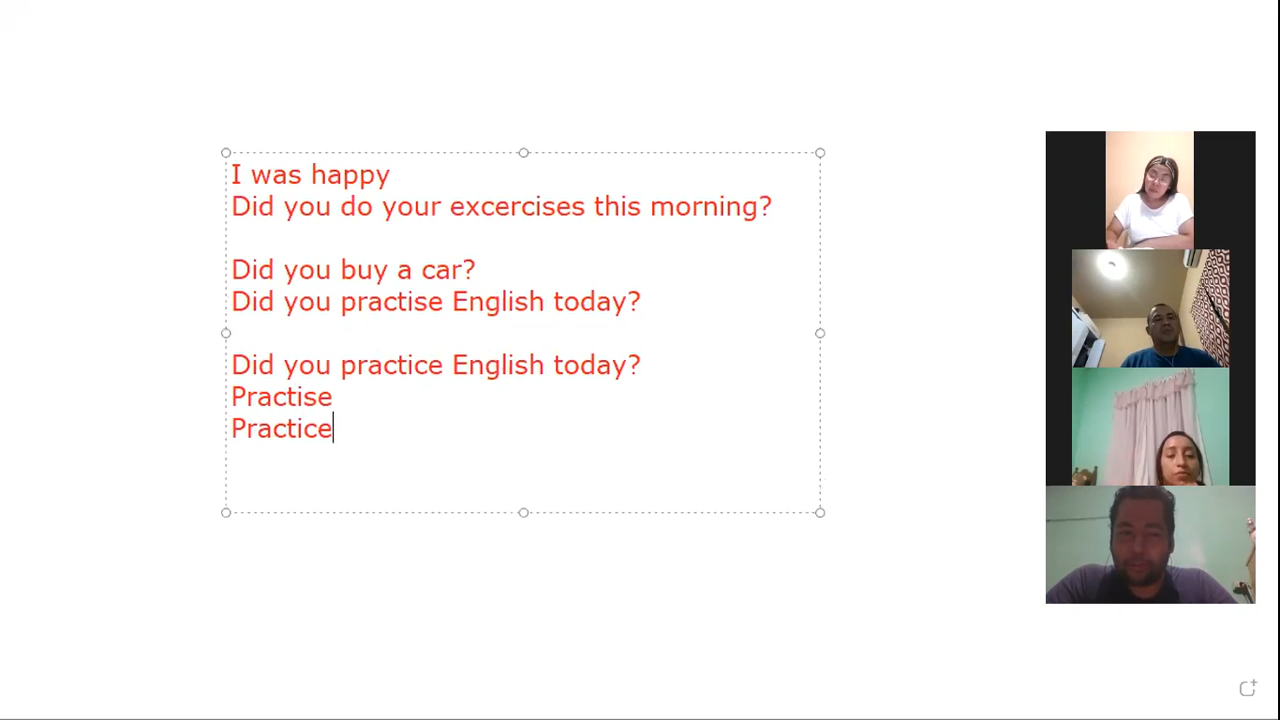 I was happy
Did you do your excercises this morning?
Did you buy a car?
Did you practise English today?
Did you practice English today?
Practise
Practice